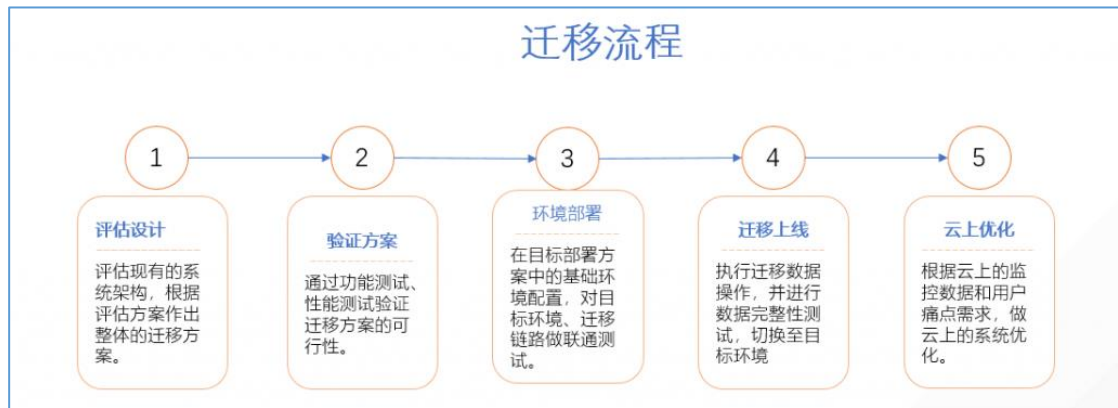 迁移流程
1
2
3
4
5
评估设计
评估现有的系
统架构，根据
评估方案作出
整体的迁移方
案。
验证方案
通过功能测试、
性能测试验证
迁移方案的可
行性。
环境部署
在目标部署方
案中的基础环
境配置，对目
标环境、迁移
链路做联通测
试。
迁移上线
执行迁移数据
操作，并进行
数据完整性测
试，切换至目
标环境
云上优化
根据云上的监
控数据和用户
痛点需求，做
云上的系统优
化。